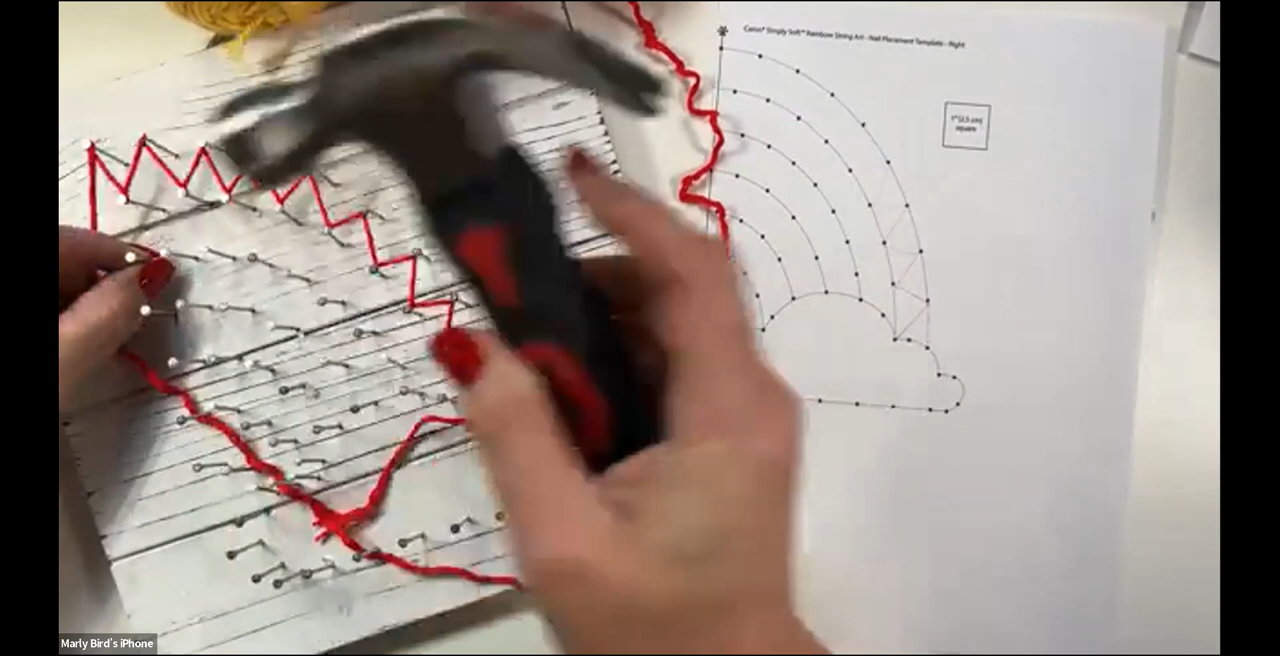 Caron® Simply Soft™ Rainbow String Art - Nail Placement Template - Right
1" (2.5 cm)
square
Marly Bird's iPhone